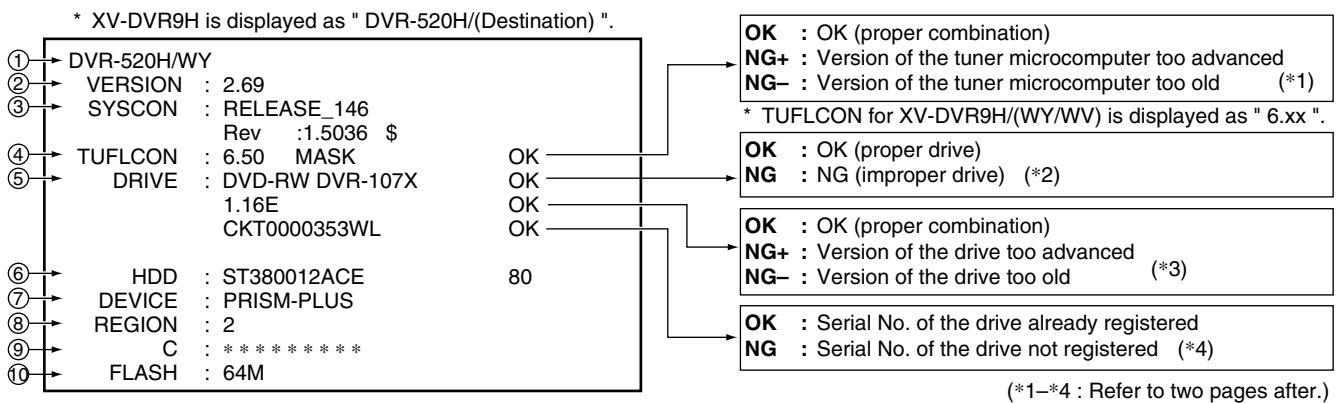 * XV-DVR9H is displayed as " DVR-520H/(Destination) ".
① DVR-520H/WY
② VERSION : 2.69
③ SYSCON : RELEASE_146
Rev :1.5036 $
④ TUFLCON : 6.50 MASK OK
⑤ DRIVE : DVD-RW DVR-107X OK
1.16E OK
CKT0000353WL OK
⑥ HDD : ST380012ACE 80
⑦ DEVICE : PRISM-PLUS
⑧ REGION : 2
⑨ C : * * * * * * * * *
⑩ FLASH : 64M
OK : OK (proper combination)
NG+ : Version of the tuner microcomputer too advanced
NG– : Version of the tuner microcomputer too old (*1)
* TUFLCON for XV-DVR9H/(WY/WV) is displayed as " 6.xx ".
OK : OK (proper drive)
NG : NG (improper drive) (*2)
OK : OK (proper combination)
NG+ : Version of the drive too advanced
NG– : Version of the drive too old (*3)
OK : Serial No. of the drive already registered
NG : Serial No. of the drive not registered (*4)
(*1–*4 : Refer to two pages after.)